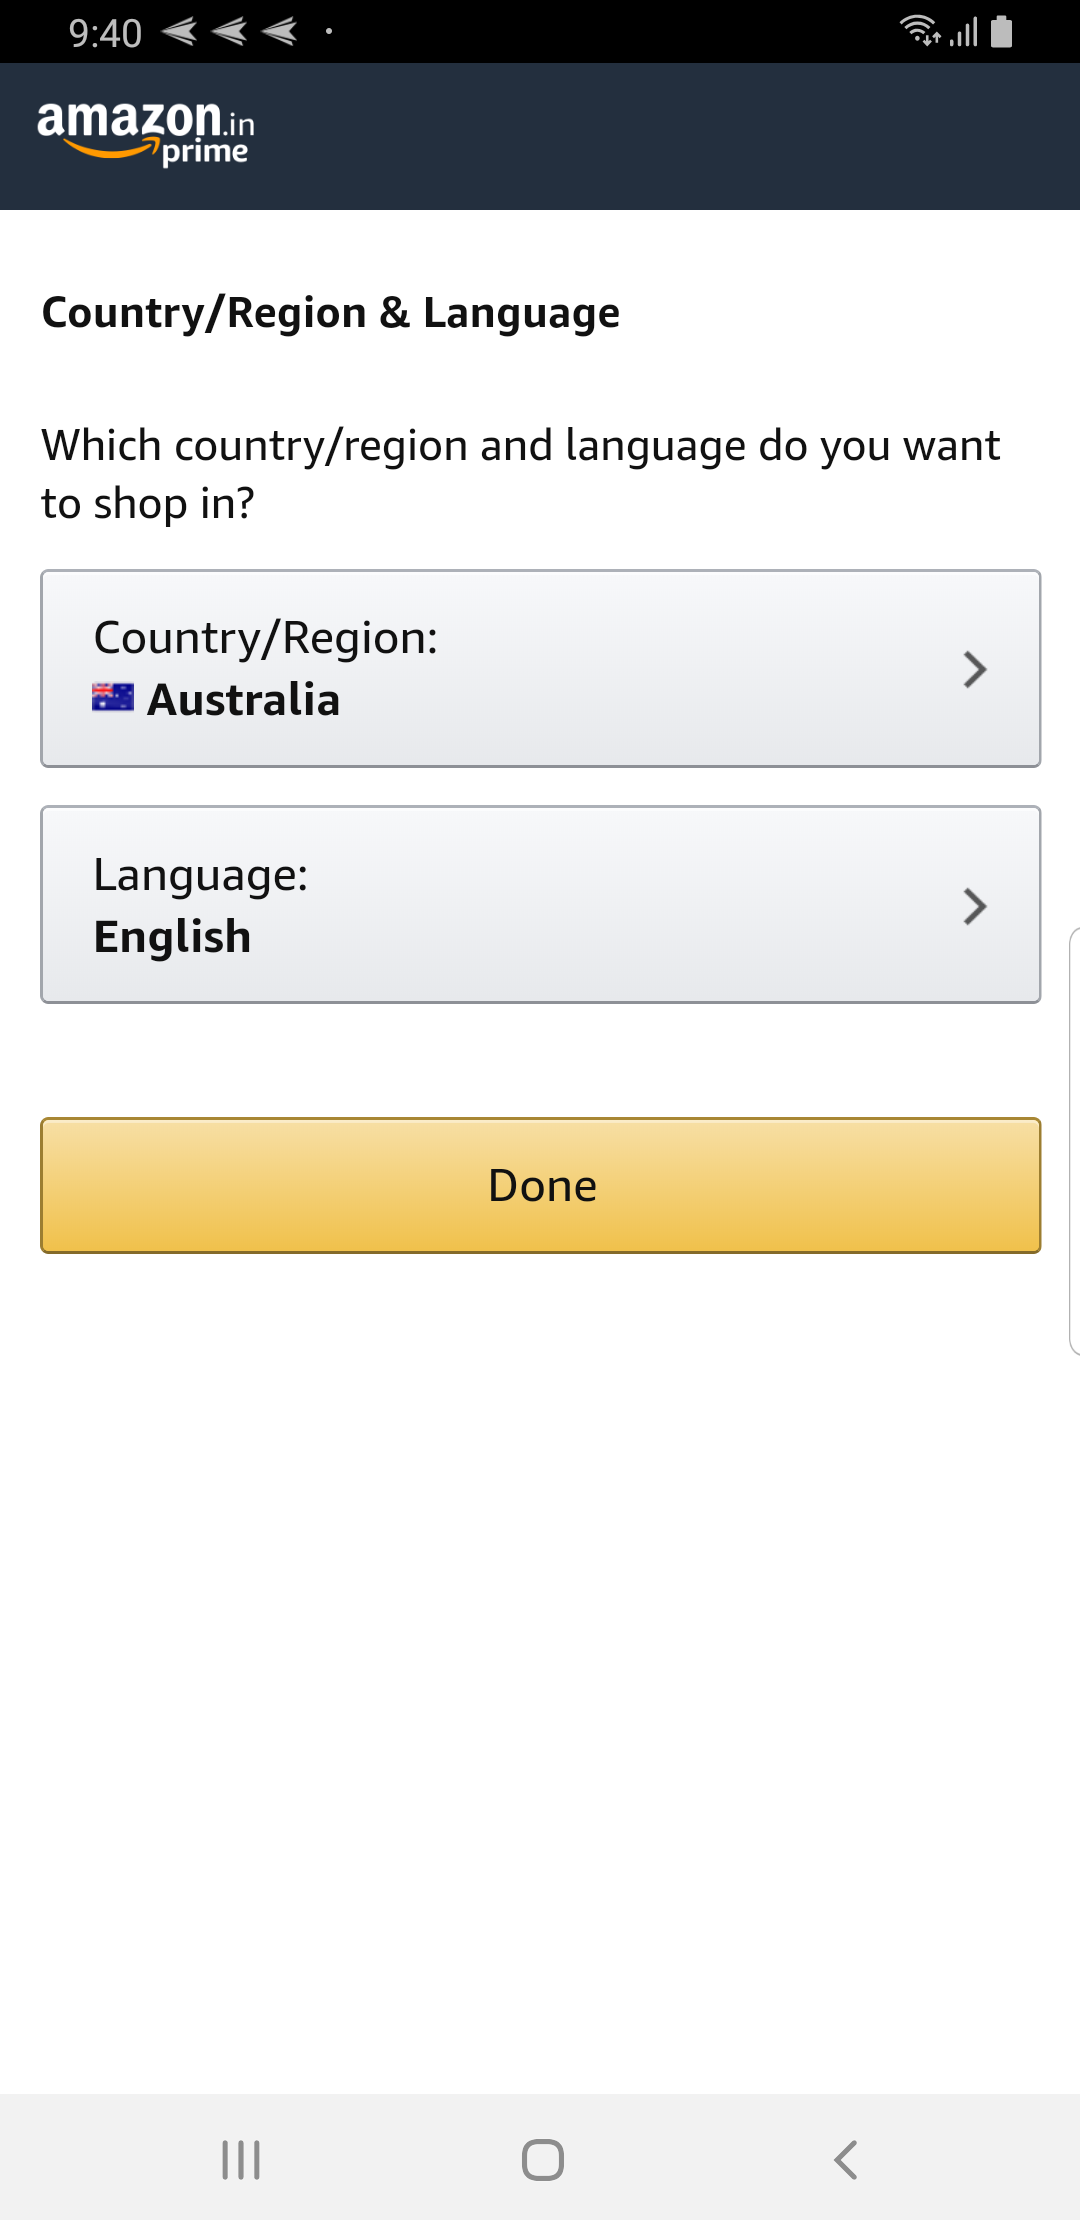 9:40
amazon.in
prime
Country/Region & Language
Which country/region and language do you want
to shop in?
Country/Region:
Australia
Language:
English
Done